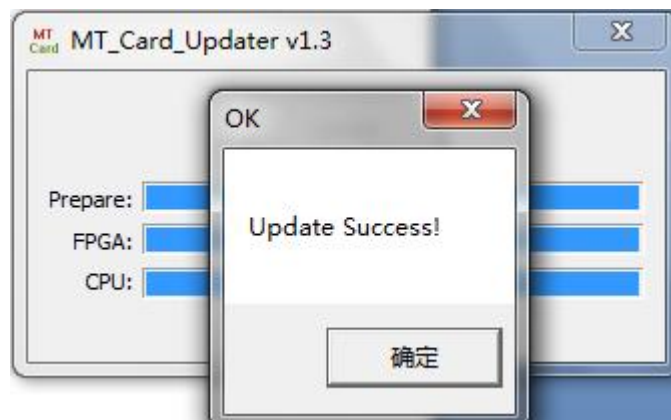 MT
Card
MT_Card_Updater v1.3
OK
Update Success!
Prepare:
FPGA:
CPU:
确定